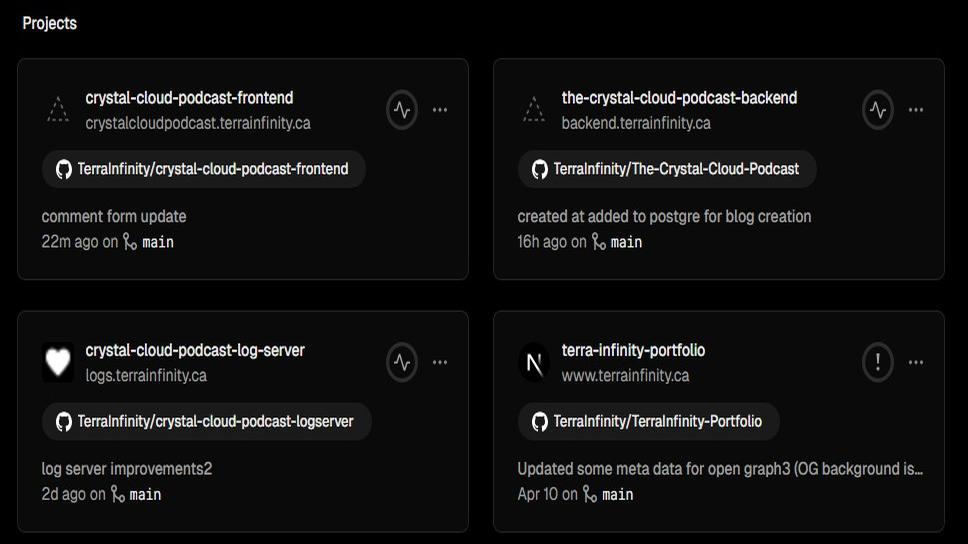 Projects
crystal-cloud-podcast-frontend
crystalcloudpodcast.terrainfinity.ca
TerraInfinity/crystal-cloud-podcast-frontend
comment form update
22m ago on main
the-crystal-cloud-podcast-backend
backend.terrainfinity.ca
TerraInfinity/The-Crystal-Cloud-Podcast
created at added to postgre for blog creation
16h ago on main
crystal-cloud-podcast-log-server
logs.terrainfinity.ca
TerraInfinity/crystal-cloud-podcast-logserver
log server improvements2
2d ago on main
N
terra-infinity-portfolio
www.terrainfinity.ca
!
TerraInfinity/TerraInfinity-Portfolio
Updated some meta data for open graph3 (OG background is...
Apr 10 on main